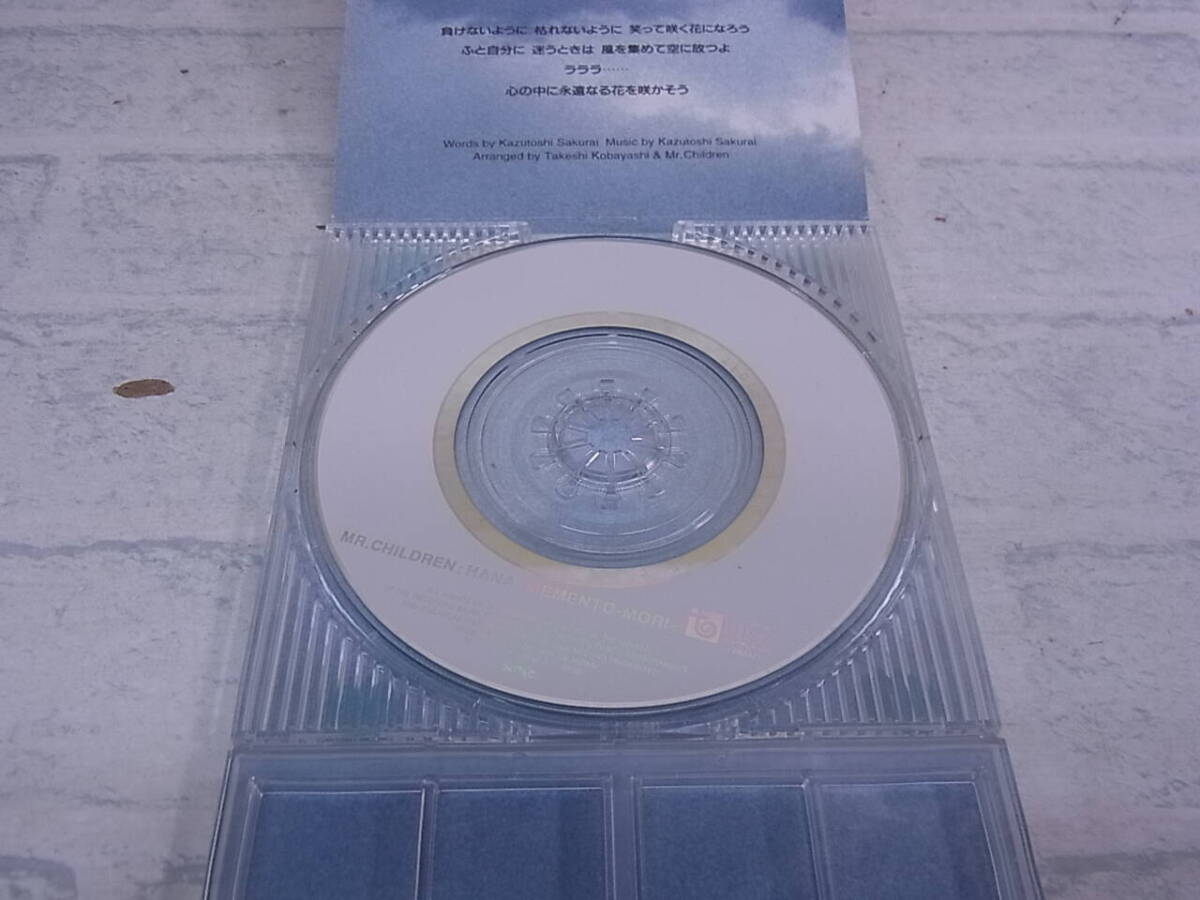 負けないように 枯れないように 笑って咲く花になろう
ふと自分に 迷うときは 風を集めて空に放つよ
ラララ……
心の中に永遠なる花を咲かそう
Words by Kazutoshi Sakurai Music by Kazutoshi Sakurai
Arranged by Takeshi Kobayashi & Mr.Children
MR.CHILDREN : HANA -MEMENTO-MORI-